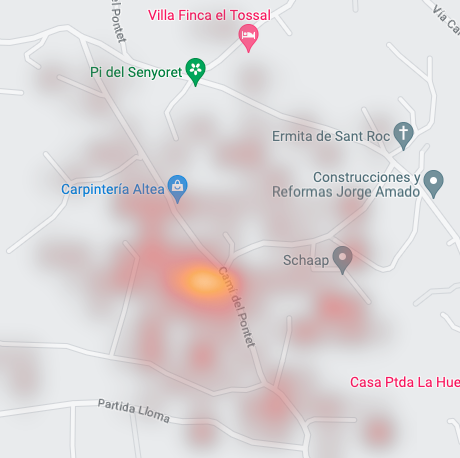 Villa Finca el Tossal
del Pontet
Via Ca
Pi del Senyoret
Ermita de Sant Roc
Carpintería Altea
Construcciones y
Reformas Jorge Amado
Schaap
Camí del Pontet
Casa Ptda La Hue
Partida Lloma